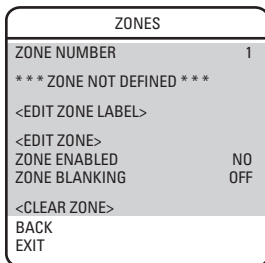 ZONES
ZONE NUMBER 1
* * * ZONE NOT DEFINED * * *
<EDIT ZONE LABEL>
<EDIT ZONE>
ZONE ENABLED NO
ZONE BLANKING OFF
<CLEAR ZONE>
BACK
EXIT